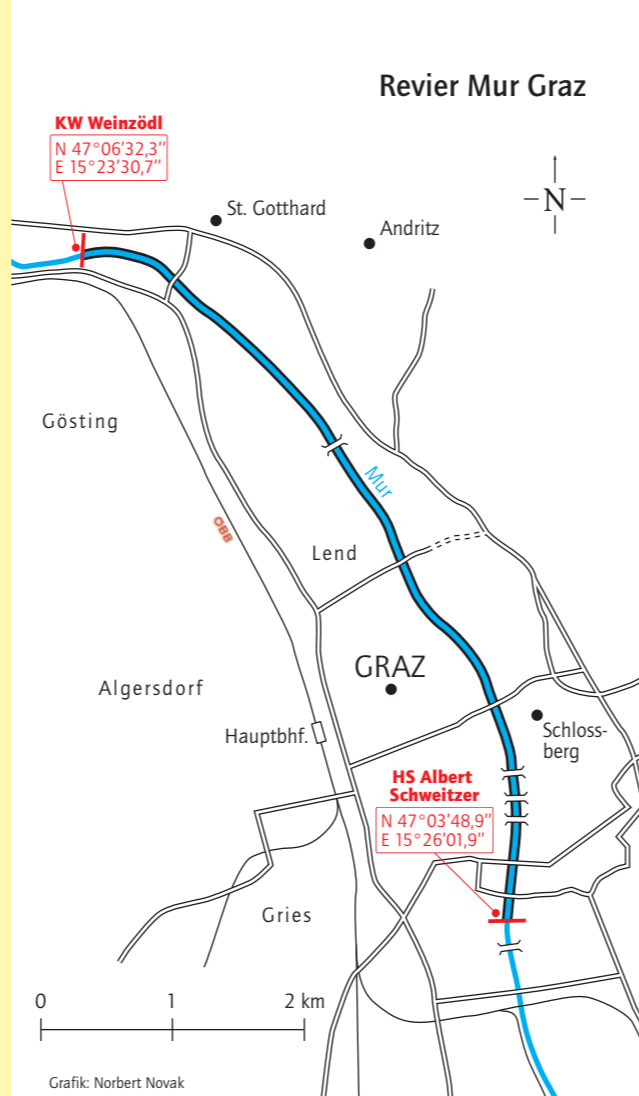 Revier Mur Graz
KW Weinzödl
N 47°06’32,3’’
E 15°23’30,7’’
N
St. Gotthard
Andritz
Gösting
Mur
ÖBB
Lend
GRAZ
Algersdorf
Hauptbhf.
Schloss-
berg
HS Albert
Schweitzer
N 47°03’48,9’’
E 15°26’01,9’’
Gries
0 1 2 km
Grafik: Norbert Novak